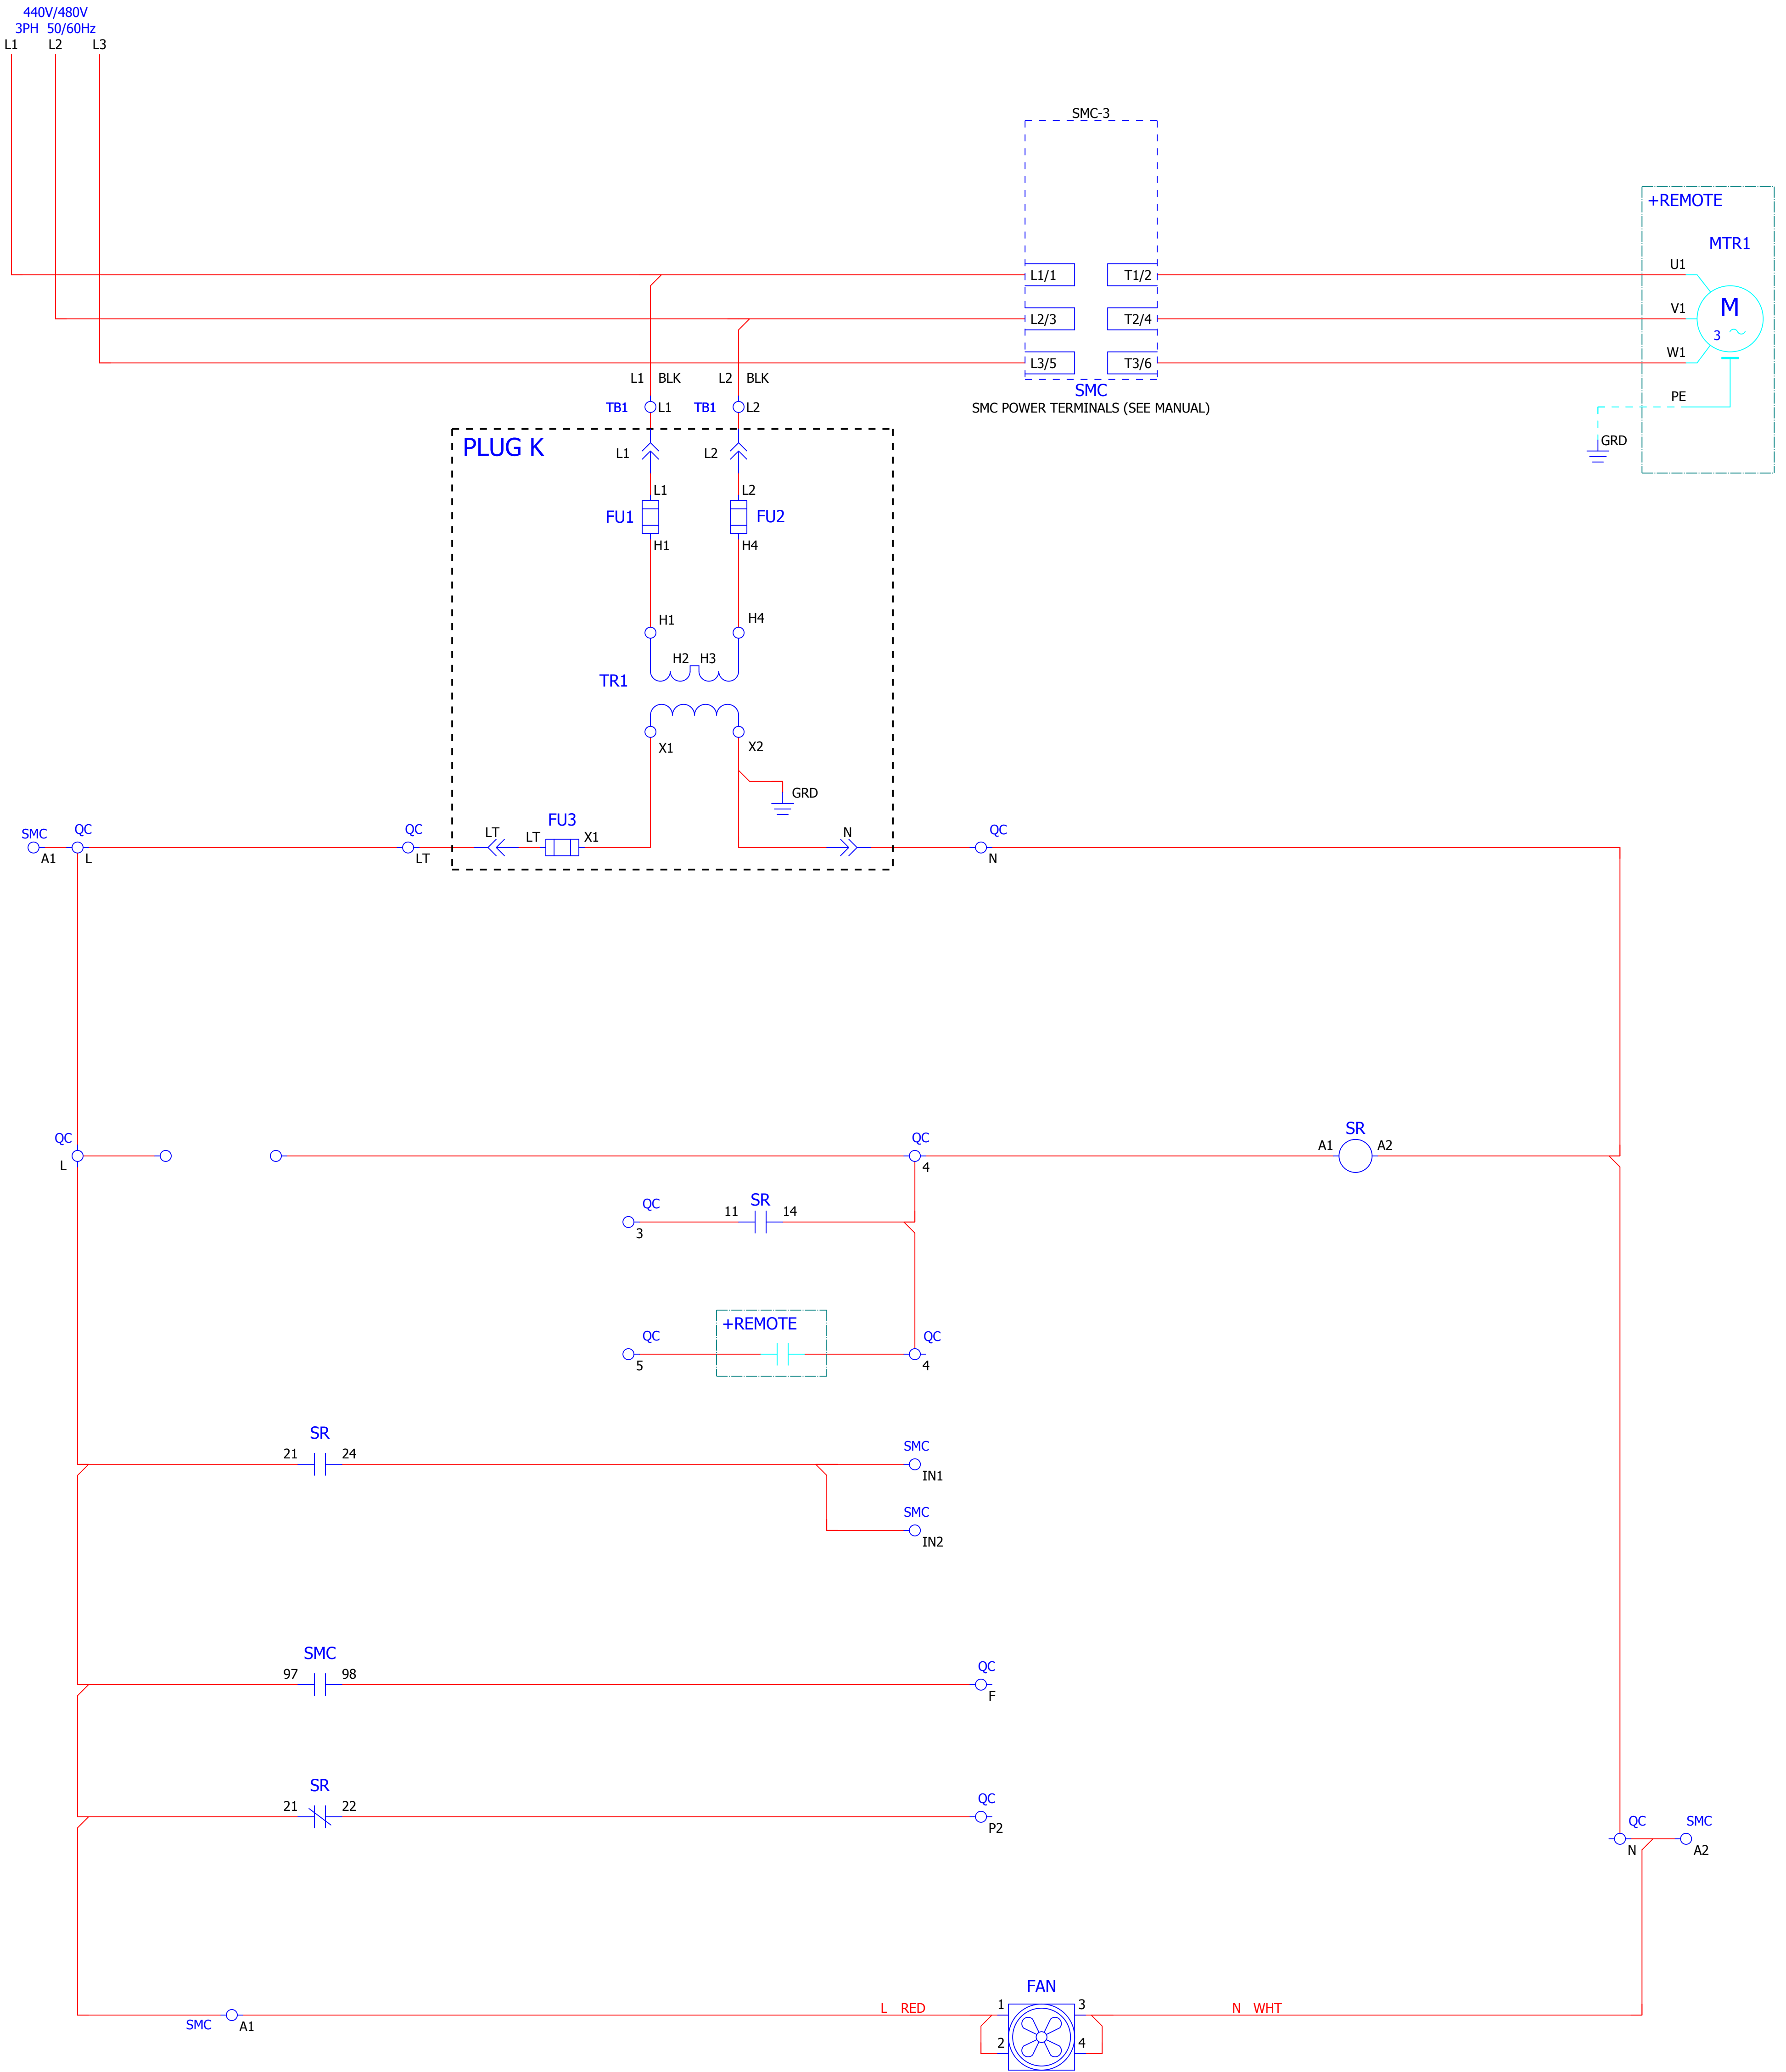 440V/480V
3PH 50/60Hz
L1 L2 L3
SMC-3
+REMOTE
MTR1
U1
L1/1 T1/2
M
V1
L2/3 T2/4
3
W1
L3/5 T3/6
L1 BLK L2 BLK
SMC
PE
TB1 L1 TB1 L2
SMC POWER TERMINALS (SEE MANUAL)
GRD
PLUG K
L1 L2
L1 L2
FU1 FU2
H1 H4
H1 H4
H2 H3
TR1
X1 X2
GRD
FU3
SMC QC QC LT LT X1 N QC
A1 L LT N
QC QC SR
A1 A2
L 4
QC SR
11 14
3
+REMOTE
QC QC
5 4
SR
21 24 SMC
IN1
SMC
IN2
SMC
97 98 QC
F
SR
21 22 QC
P2
QC SMC
N A2
FAN
1 3
L RED N WHT
SMC A1
2 4